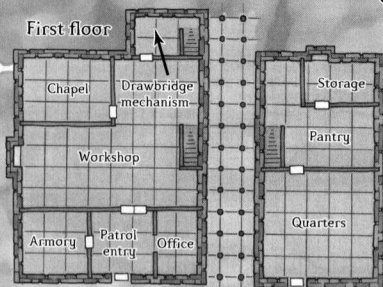 First floor
Chapel
Drawbridge
mechanism
Storage
Pantry
Workshop
Quarters
Armory
Patrol
entry
Office